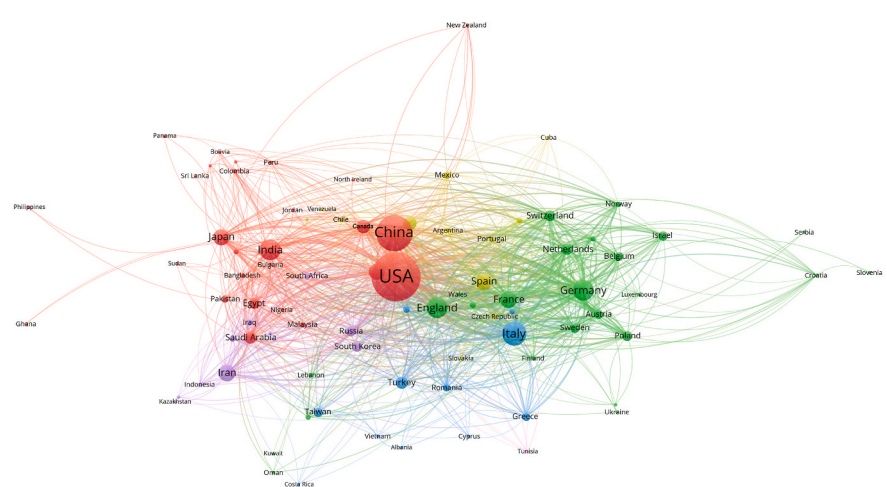 New Zealand
Panama
Cuba
Bolivia
Peru
Sri Lanka
Colombia
North Ireland
Mexico
Philippines
Jordan
Venezuela
Chile
Canada
China
Argentina
Portugal
Switzerland
Norway
Serbia
Japan
India
Bulgaria
Netherlands
Belgium
Israel
Sudan
Bangladesh
South Africa
USA
Spain
Germany
Luxembourg
Croatia
Slovenia
Pakistan
Egypt
Nigeria
Wales
England
France
Czech Republic
Austria
Ghana
Iraq
Malaysia
Russia
Saudi Arabia
South Korea
Italy
Sweden
Poland
Slovakia
Finland
Iran
Lebanon
Indonesia
Turkey
Romania
Kazakhstan
Taiwan
Greece
Ukraine
Vietnam
Albania
Cyprus
Tunisia
Kuwait
Oman
Costa Rica